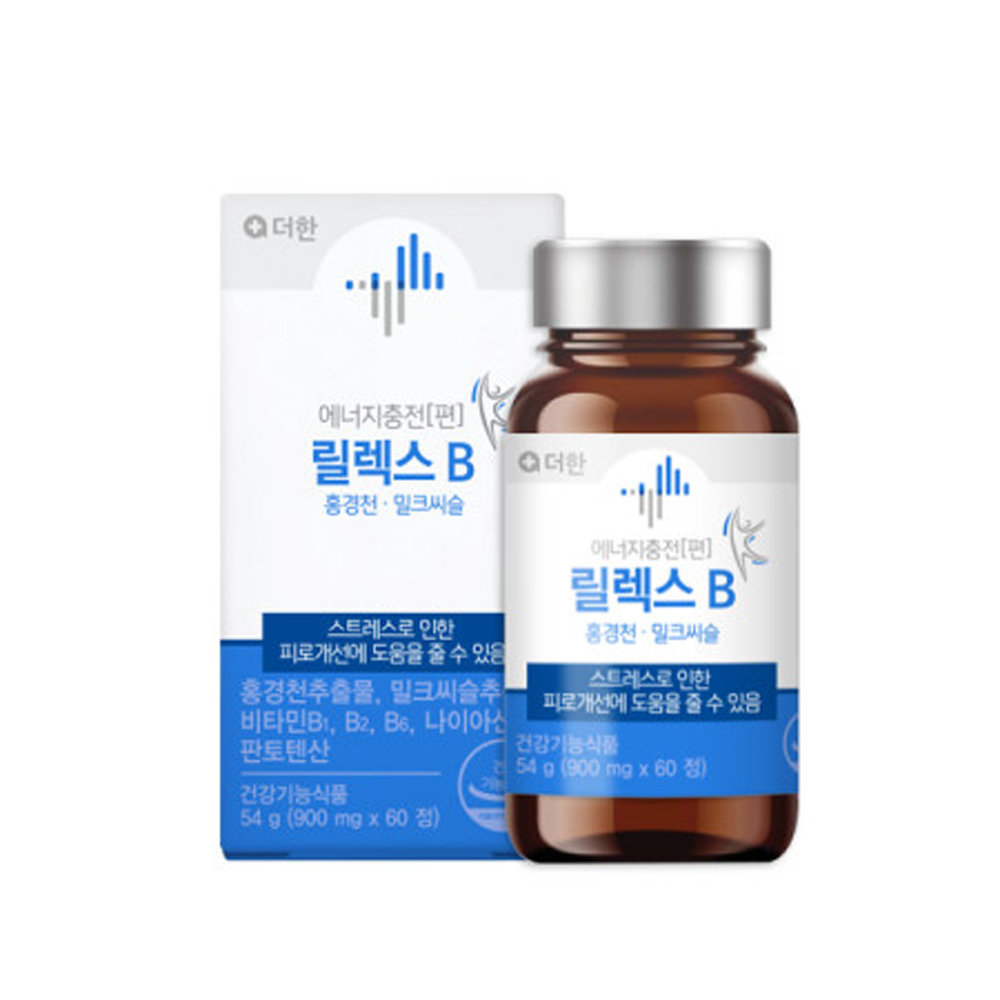 더한
에너지충전[편]
릴렉스 B
홍경천 · 밀크씨슬
스트레스로 인한
피로개선에 도움을 줄 수 있음
홍경천추출물, 밀크씨슬추
비타민B1, B2, B6, 나이아신
판토텐산
건강기능식품
54 g (900 mg x 60 정)
더한
에너지충전[편]
릴렉스 B
홍경천 · 밀크씨슬
스트레스로 인한
피로개선에 도움을 줄 수 있음
건강기능식품
54 g (900 mg x 60 정)